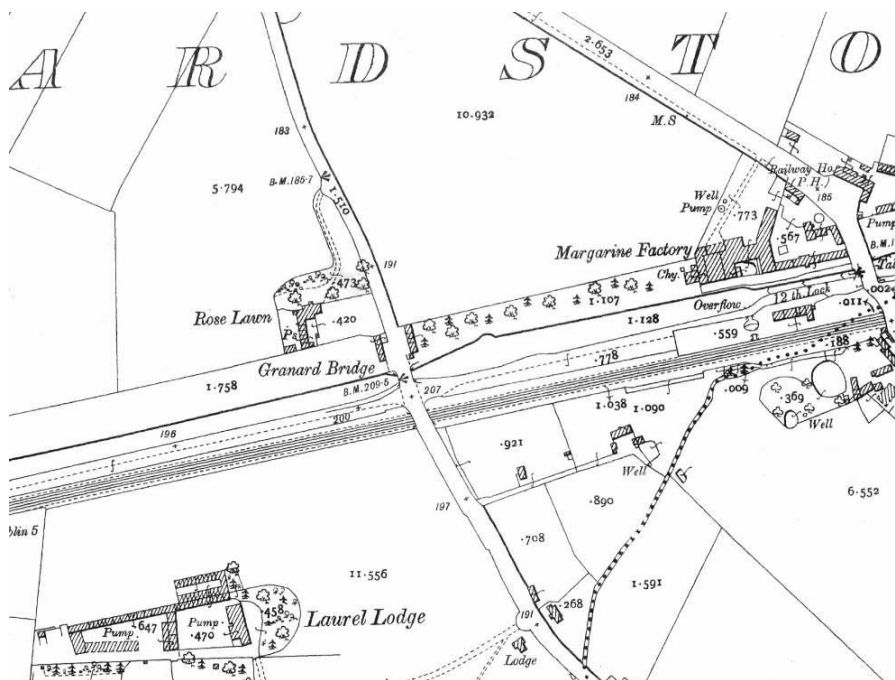 A R D S T O
2.653
184
M.S
10.932
183
B.M.185.7
5.794
1.510
Railway Ho.
(P.H.)
185
Well
Pump
.773
Pump
.567
Margarine Factory
Chy.
191
.473
Rose Lawn
.420
1.107
Overflow
12th Lock
.002
.011
1.128
.559
.188
Granard Bridge
.778
1.758
B.M.209.5
207
200
.009
.369
Well
1.038
1.090
196
.921
Well
6.552
197
.890
blin 5
.708
11.556
1.591
.458
Laurel Lodge
.268
Pump
.647
Pump
.470
191
Lodge